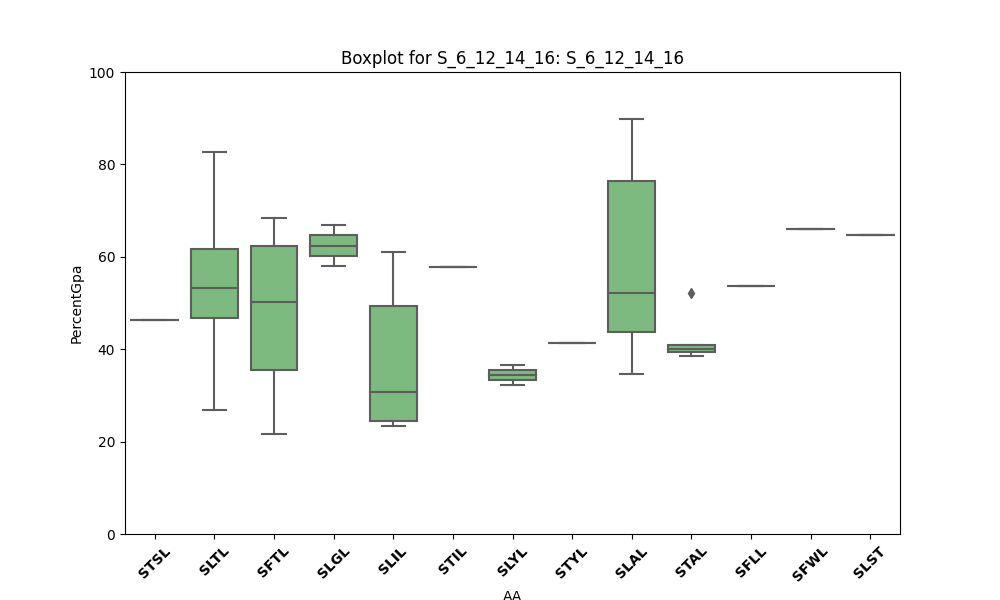 Boxplot for S_6_12_14_16: S_6_12_14_16
PercentGpa
100
80
60
40
20
0
STSL SLTL SFTL SLGL SLIL STIL SLYL STYL SLAL STAL SFLL SFWL SLST
AA